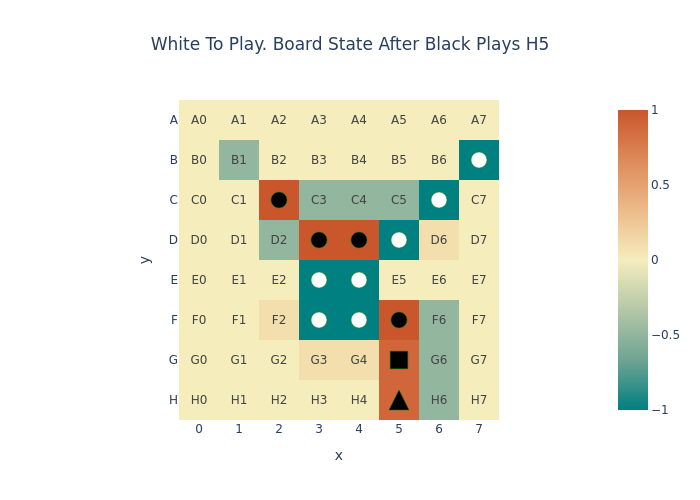 White To Play. Board State After Black Plays H5
A A0 A1 A2 A3 A4 A5 A6 A7
B B0 B1 B2 B3 B4 B5 B6
C C0 C1 C3 C4 C5 C7
D D0 D1 D2 D6 D7
E E0 E1 E2 E5 E6 E7
F F0 F1 F2 F6 F7
G G0 G1 G2 G3 G4 G6 G7
H H0 H1 H2 H3 H4 H6 H7
0 1 2 3 4 5 6 7
x
y
1
0.5
0
−0.5
−1